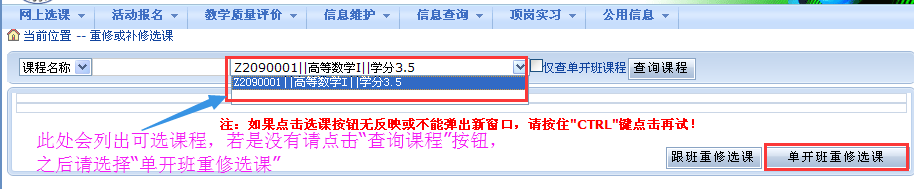 网上选课 活动报名 教学质量评价 信息维护 信息查询 顶岗实习 公用信息
当前位置 -- 重修或补修选课
课程名称 Z2090001||高等数学I||学分3.5 仅查单开班课程 查询课程
Z2090001||高等数学I||学分3.5
注：如果点击选课按钮无反映或不能弹出新窗口，请按住"CTRL"键点击再试！
此处会列出可选课程，若是没有请点击“查询课程”按钮，
之后请选择“单开班重修选课”
跟班重修选课 单开班重修选课